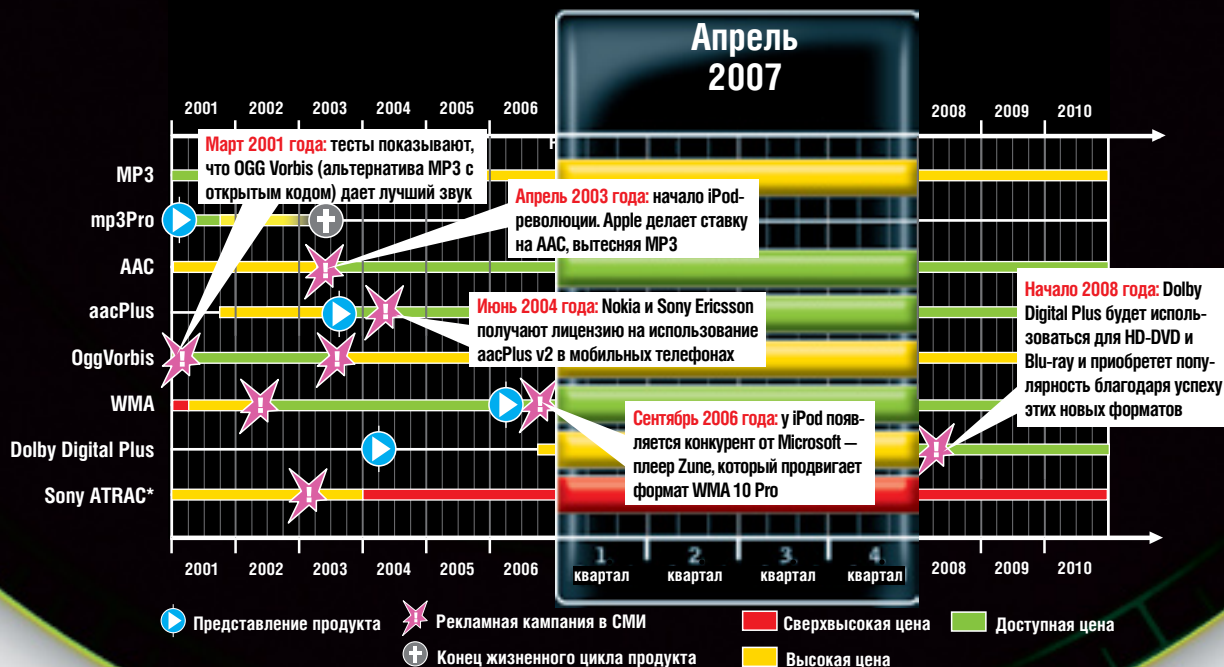 Апрель
2007
2001 2002 2003 2004 2005 2006 2008 2009 2010
Март 2001 года: тесты показывают,
что OGG Vorbis (альтернатива MP3 с
открытым кодом) дает лучший звук
Апрель 2003 года: начало iPod-
революции. Apple делает ставку
на AAC, вытесняя MP3
Июнь 2004 года: Nokia и Sony Ericsson
получают лицензию на использование
aacPlus v2 в мобильных телефонах
Сентябрь 2006 года: у iPod появ-
ляется конкурент от Microsoft —
плеер Zune, который продвигает
формат WMA 10 Pro
Начало 2008 года: Dolby
Digital Plus будет исполь-
зоваться для HD-DVD и
Blu-ray и приобретет попу-
лярность благодаря успеху
этих новых форматов
MP3
mp3Pro
AAC
aacPlus
OggVorbis
WMA
Dolby Digital Plus
Sony ATRAC*
1. 2. 3. 4.
квартал квартал квартал квартал
2001 2002 2003 2004 2005 2006 2008 2009 2010
Представление продукта
Рекламная кампания в СМИ
Сверхвысокая цена
Доступная цена
Конец жизненного цикла продукта
Высокая цена